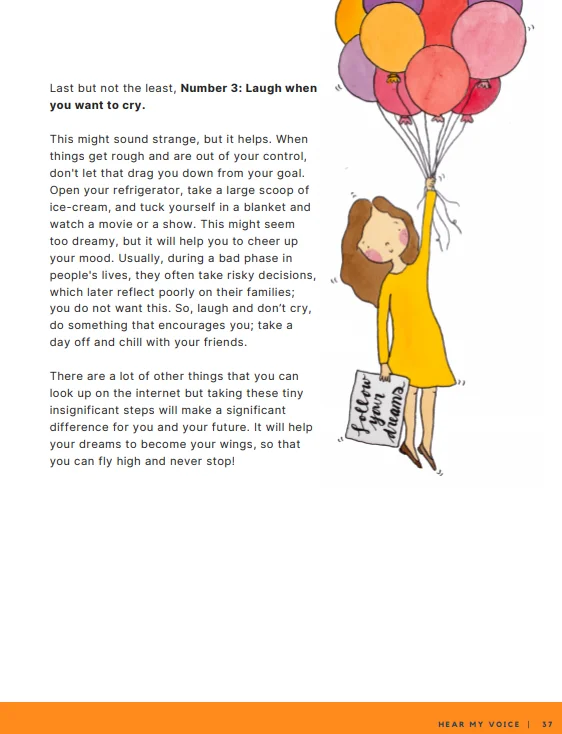 Last but not the least, Number 3: Laugh when
you want to cry.
This might sound strange, but it helps. When
things get rough and are out of your control,
don't let that drag you down from your goal.
Open your refrigerator, take a large scoop of
ice-cream, and tuck yourself in a blanket and
watch a movie or a show. This might seem
too dreamy, but it will help you to cheer up
your mood. Usually, during a bad phase in
people's lives, they often take risky decisions,
which later reflect poorly on their families;
you do not want this. So, laugh and don't cry,
do something that encourages you; take a
day off and chill with your friends.
There are a lot of other things that you can
look up on the internet but taking these tiny
insignificant steps will make a significant
difference for you and your future. It will help
your dreams to become your wings, so that
you can fly high and never stop!
follow
your
dreams
HEAR MY VOICE | 37